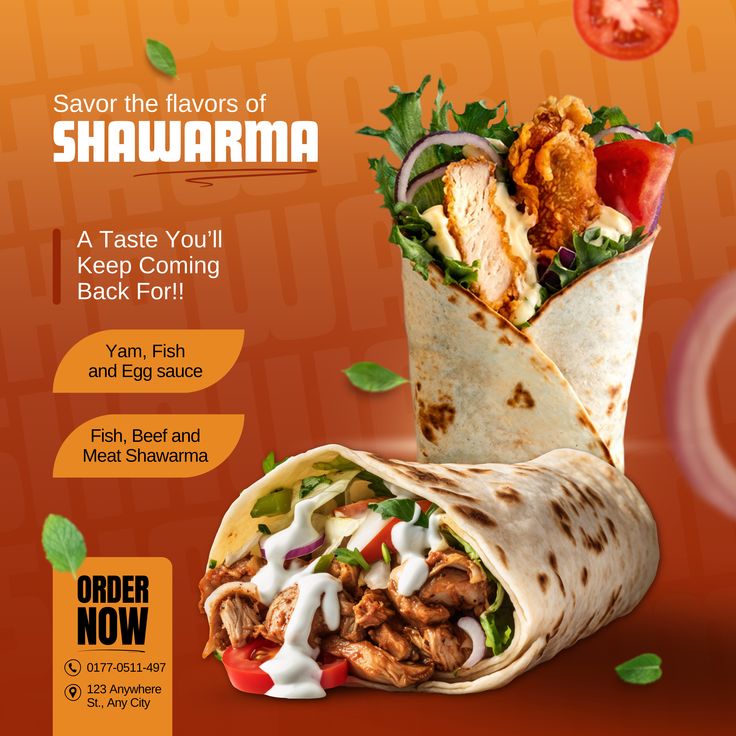 Savor the flavors of
SHAWARMA
A Taste You’ll
Keep Coming
Back For!!
Yam, Fish
and Egg sauce
Fish, Beef and
Meat Shawarma
ORDER
NOW
0177-0511-497
123 Anywhere
St., Any City